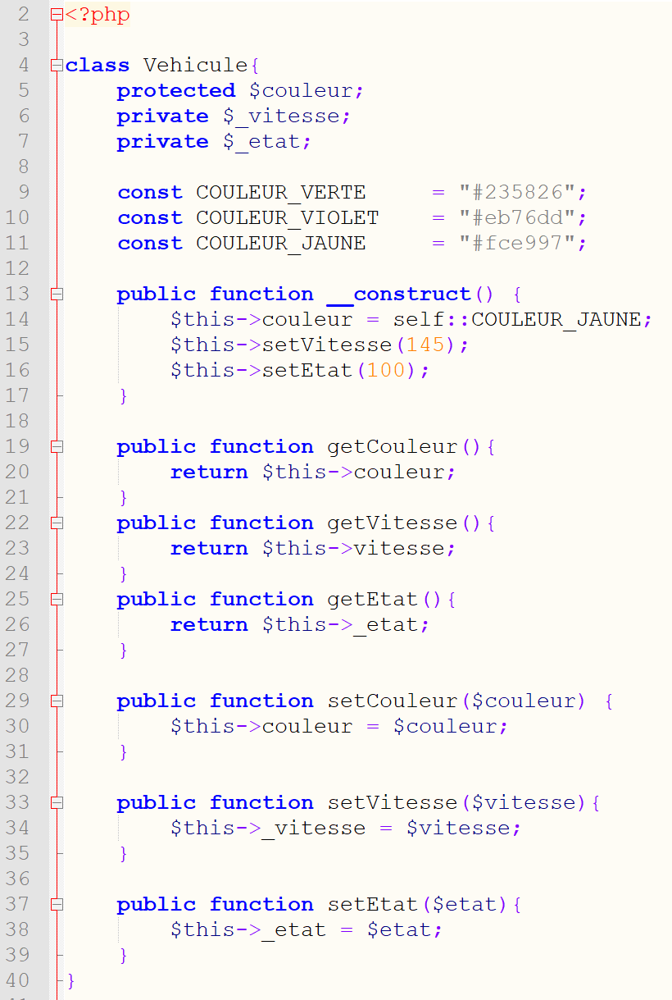 2 <?php
3
4 class Vehicule{
5     protected $couleur;
6     private $_vitesse;
7     private $_etat;
8
9     const COULEUR_VERTE     = "#235826";
10     const COULEUR_VIOLET    = "#eb76dd";
11     const COULEUR_JAUNE     = "#fce997";
12
13     public function __construct() {
14         $this->couleur = self::COULEUR_JAUNE;
15         $this->setVitesse(145);
16         $this->setEtat(100);
17     }
18
19     public function getCouleur(){
20         return $this->couleur;
21     }
22     public function getVitesse(){
23         return $this->vitesse;
24     }
25     public function getEtat(){
26         return $this->_etat;
27     }
28
29     public function setCouleur($couleur) {
30         $this->couleur = $couleur;
31     }
32
33     public function setVitesse($vitesse){
34         $this->_vitesse = $vitesse;
35     }
36
37     public function setEtat($etat){
38         $this->_etat = $etat;
39     }
40 }